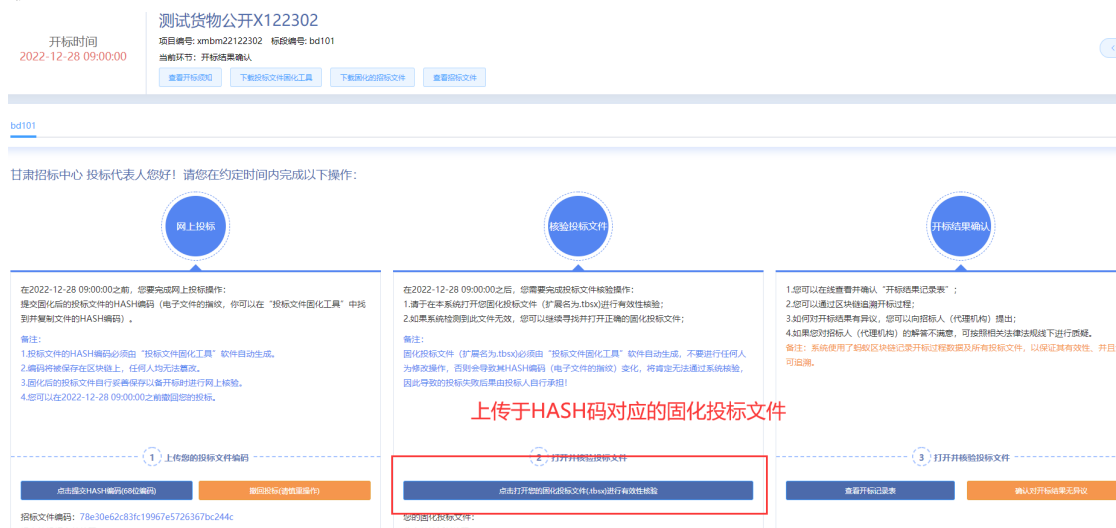 测试货物公开X122302
开标时间
2022-12-28 09:00:00
项目编号: xmbm22122302 标段编号: bd101
当前环节：开标结果确认
查看开标须知 下载投标文件固化工具 下载固化的招标文件 查看招标文件
bd101
甘肃招标中心 投标代表人您好！请您在约定时间内完成以下操作：
网上投标
核验投标文件
开标结果确认
在2022-12-28 09:00:00之前，您要完成网上投标操作：
提交固化后的投标文件的HASH编码（电子文件的指纹，你可以在“投标文件固化工具”中找
到并复制文件的HASH编码）。
备注：
1.投标文件的HASH编码必须由“投标文件固化工具”软件自动生成。
2.编码将被保存在区块链上，任何人均无法篡改。
3.固化后的投标文件自行妥善保存以备开标时进行网上核验。
4.您可以在2022-12-28 09:00:00之前撤回您的投标。
1 上传您的投标文件编码
点击提交HASH编码(68位编码) 撤回投标(请慎重操作)
招标文件编码：78e30e62c83fc19967e5726367bc244c
在2022-12-28 09:00:00之后，您需要完成投标文件核验操作：
1.请于在本系统打开您固化投标文件（扩展名为.tbsx)进行有效性核验；
2.如果系统检测到此文件无效，您可以继续寻找并打开正确的固化投标文件；
备注：
固化投标文件（扩展名为.tbsx)必须由“投标文件固化工具”软件自动生成，不要进行任何人
为修改操作，否则会导致其HASH编码（电子文件的指纹）变化，将肯定无法通过系统核验，
因此导致的投标失败后果由投标人自行承担！
上传于HASH码对应的固化投标文件
2 打开并核验投标文件
点击打开您的固化投标文件(.tbsx)进行有效性核验
您的固化投标文件：
1.您可以在线查看并确认“开标结果记录表”；
2.您可以通过区块链追溯开标过程；
3.如何对开标结果有异议，您可以向招标人（代理机构）提出；
4.如果您对招标人（代理机构）的解答不满意，可按照相关法律法规线下进行质疑。
备注：系统使用了蚂蚁区块链记录开标过程数据及所有投标文件，以保证其有效性，并且
可追溯。
3 打开并核验投标文件
查看开标记录表 确认对开标结果无异议